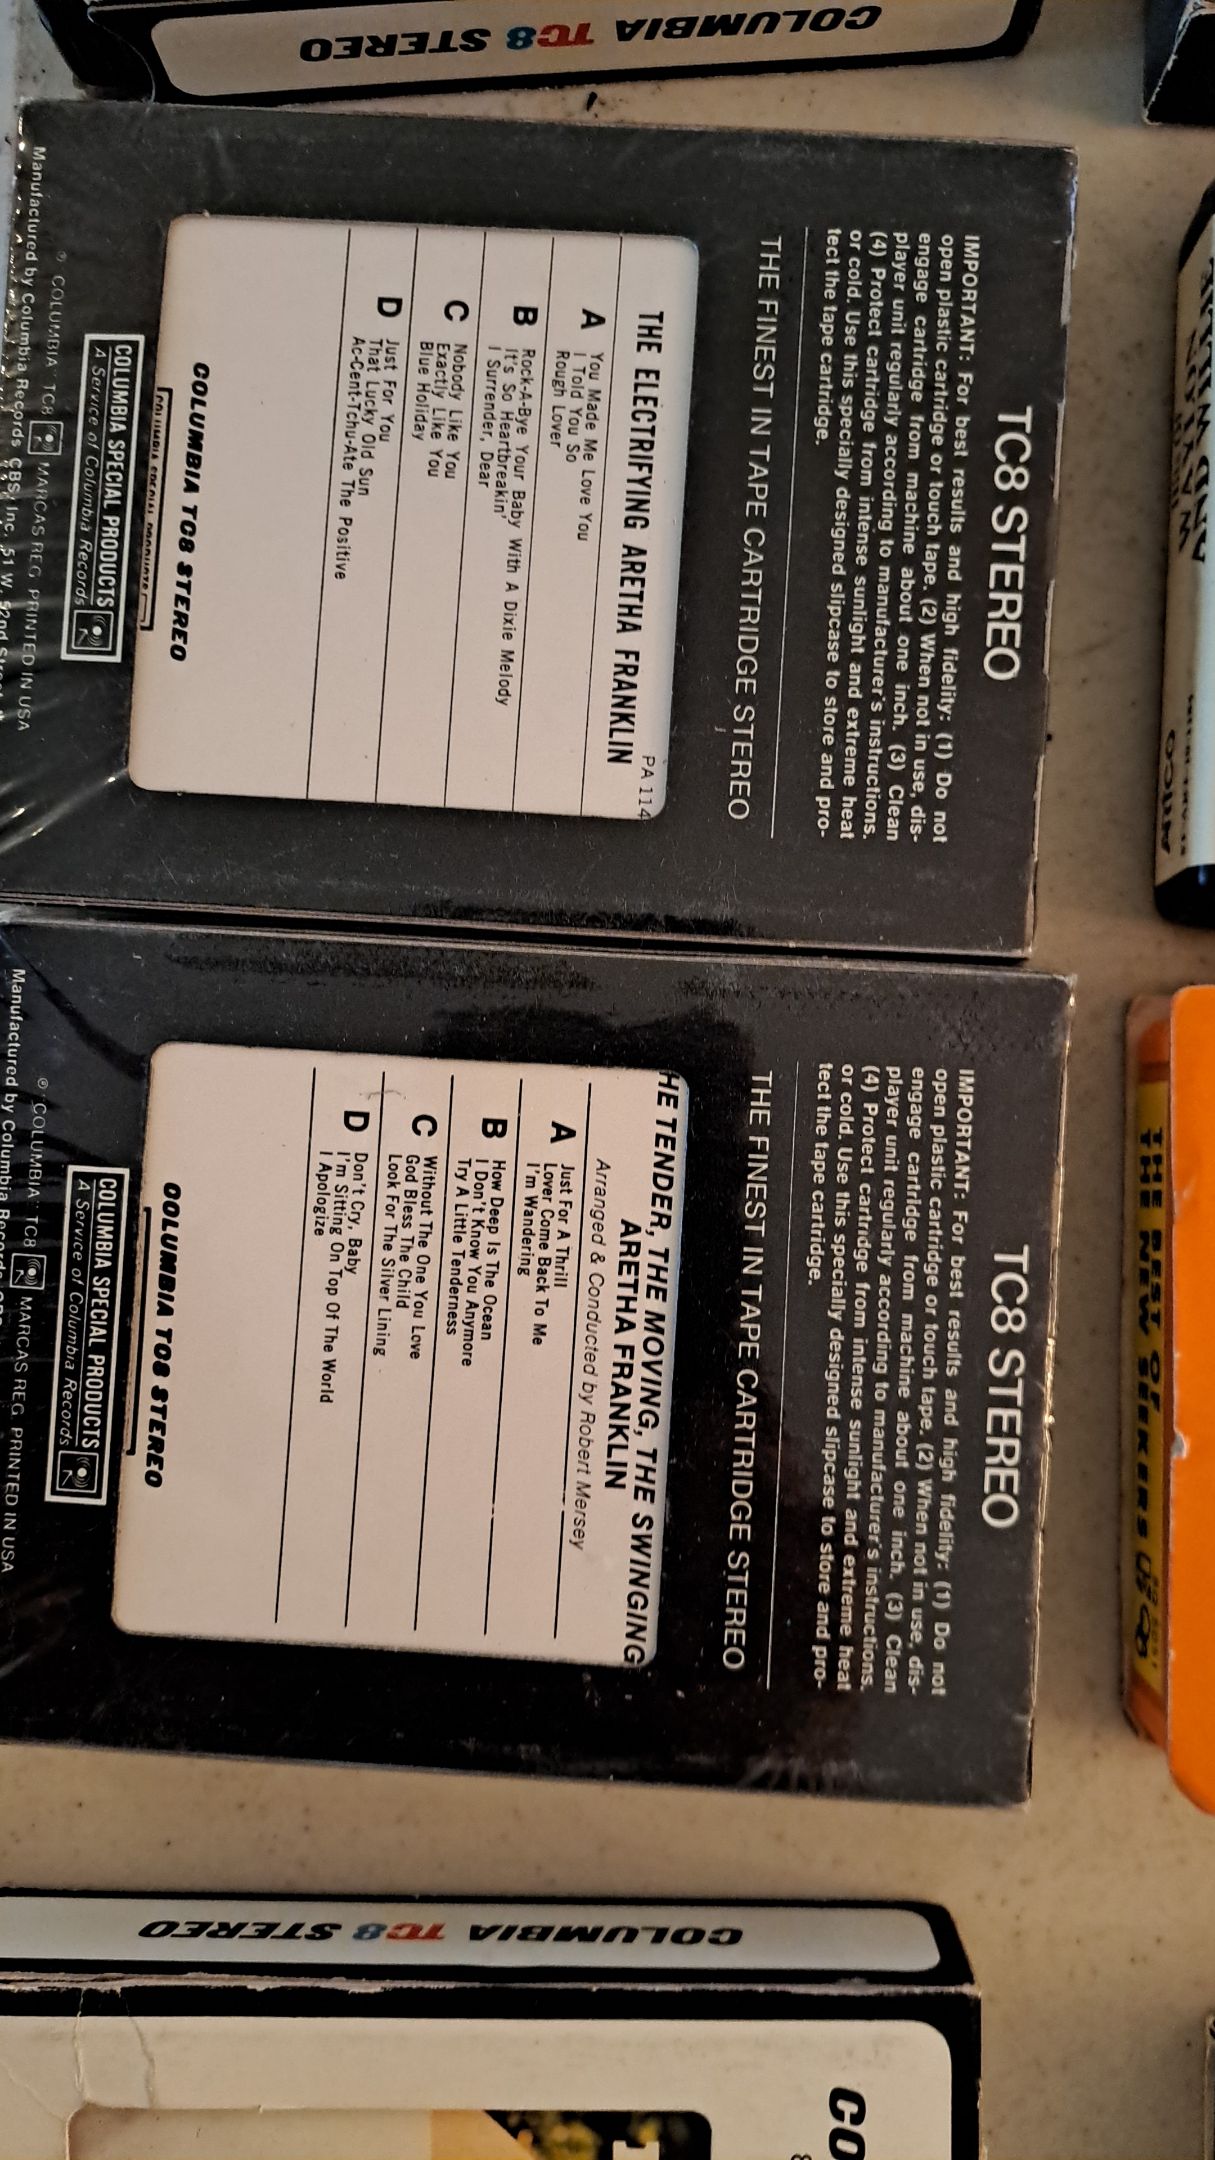 COLUMBIA TC8 STEREO
TC8 STEREO
IMPORTANT: For best results and high fidelity: (1) Do not
open plastic cartridge or touch tape. (2) When not in use, dis-
engage cartridge from machine about one inch. (3) Clean
player unit regularly according to manufacturer's instructions.
(4) Protect cartridge from intense sunlight and extreme heat
or cold. Use this specially designed slipcase to store and pro-
tect the tape cartridge.
THE FINEST IN TAPE CARTRIDGE STEREO
PA 114
THE ELECTRIFYING ARETHA FRANKLIN
A You Made Me Love You
I Told You So
Rough Lover
B Rock-A-Bye Your Baby With A Dixie Melody
It's So Heartbreakin'
I Surrender, Dear
C Nobody Like You
Exactly Like You
Blue Holiday
D Just For You
That Lucky Old Sun
Ac-Cent-Tchu-Ate The Positive
COLUMBIA TC8 STEREO
COLUMBIA SPECIAL PRODUCTS
COLUMBIA SPECIAL PRODUCTS
A Service of Columbia Records
® COLUMBIA TC8 MARCAS REG. PRINTED IN USA
Manufactured by Columbia Records CBS, Inc. 51 W. 52nd Street
TC8 STEREO
IMPORTANT: For best results and high fidelity: (1) Do not
open plastic cartridge or touch tape. (2) When not in use, dis-
engage cartridge from machine about one inch. (3) Clean
player unit regularly according to manufacturer's instructions.
(4) Protect cartridge from intense sunlight and extreme heat
or cold. Use this specially designed slipcase to store and pro-
tect the tape cartridge.
THE FINEST IN TAPE CARTRIDGE STEREO
HE TENDER, THE MOVING, THE SWINGING
ARETHA FRANKLIN
Arranged & Conducted by Robert Mersey
A Just For A Thrill
Lover Come Back To Me
I'm Wandering
B How Deep Is The Ocean
I Don't Know You Anymore
Try A Little Tenderness
C Without The One You Love
God Bless The Child
Look For The Silver Lining
D Don't Cry, Baby
I'm Sitting On Top Of The World
I Apologize
COLUMBIA TC8 STEREO
COLUMBIA SPECIAL PRODUCTS
A Service of Columbia Records
® COLUMBIA TC8 MARCAS REG. PRINTED IN USA
Manufactured by Columbia Records
THE BEST OF
THE NEW SEEKERS
COLUMBIA TC8 STEREO
CO